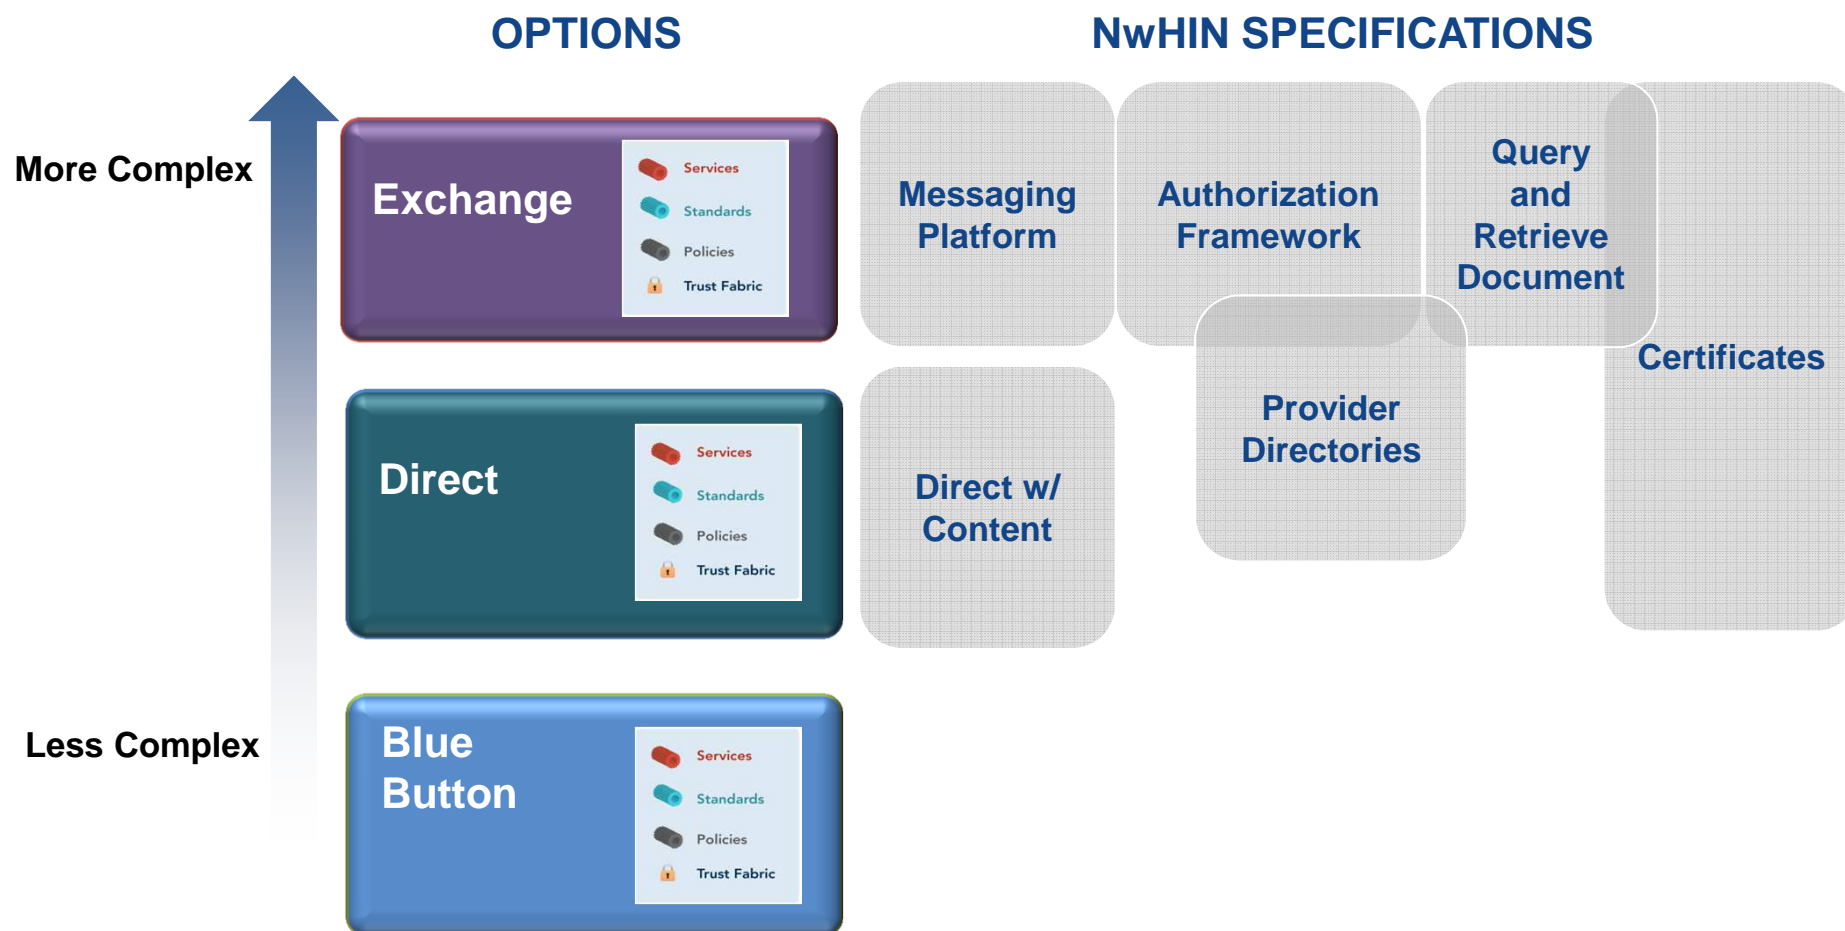 OPTIONS
NwHIN SPECIFICATIONS
More Complex
Exchange
Services
Standards
Policies
Trust Fabric
Messaging
Platform
Authorization
Framework
Query
and
Retrieve
Document
Certificates
Provider
Directories
Direct
Services
Standards
Policies
Trust Fabric
Direct w/
Content
Less Complex
Blue
Button
Services
Standards
Policies
Trust Fabric